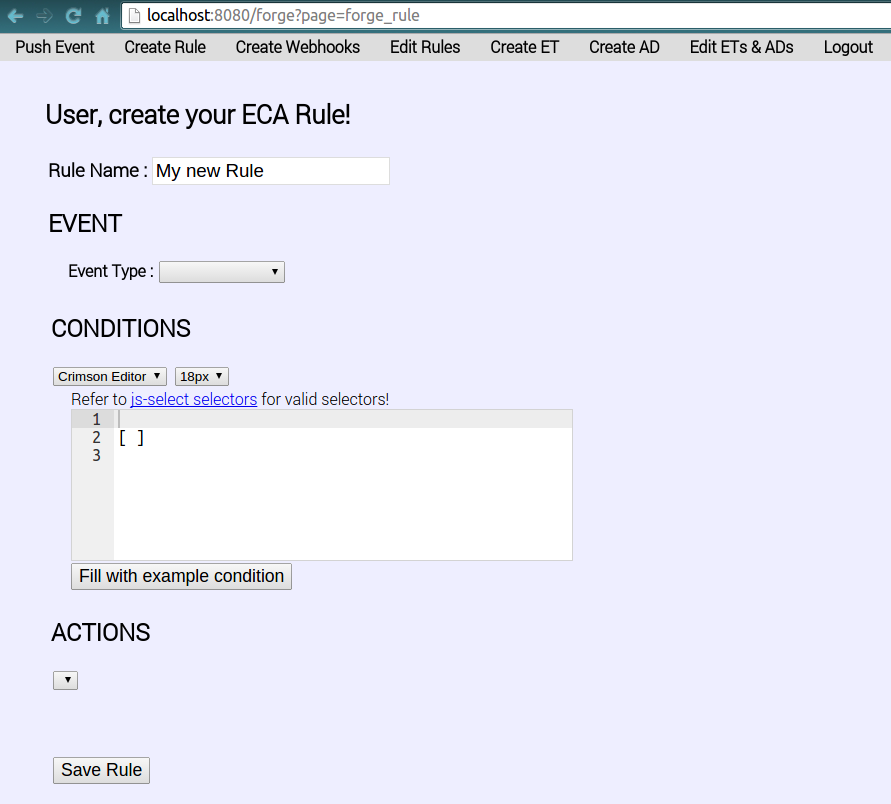 localhost:8080/forge?page=forge_rule
Push Event Create Rule Create Webhooks Edit Rules Create ET Create AD Edit ETs & ADs Logout
User, create your ECA Rule!
Rule Name : My new Rule
EVENT
Event Type :
CONDITIONS
Crimson Editor 18px
Refer to js-select selectors for valid selectors!
1
2 [ ]
3
Fill with example condition
ACTIONS
Save Rule